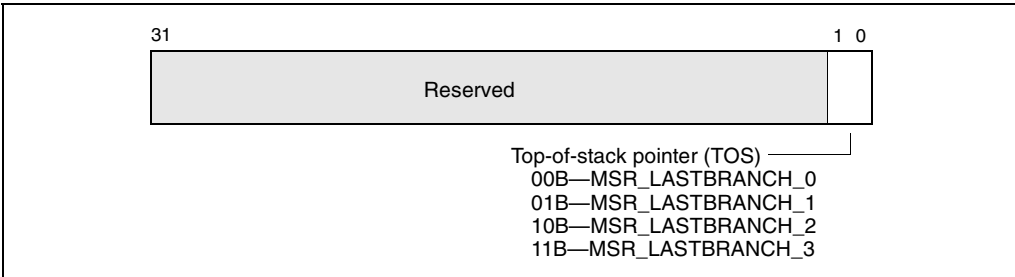 31 1 0
Reserved
Top-of-stack pointer (TOS)
00B—MSR_LASTBRANCH_0
01B—MSR_LASTBRANCH_1
10B—MSR_LASTBRANCH_2
11B—MSR_LASTBRANCH_3